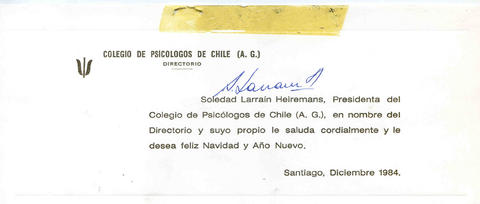 COLEGIO DE PSICOLOGOS DE CHILE (A. G.)
DIRECTORIO
S Larrain H
Soledad Larraín Heiremans, Presidenta del
Colegio de Psicólogos de Chile (A. G.), en nombre del
Directorio y suyo propio le saluda cordialmente y le
desea feliz Navidad y Año Nuevo.
Santiago, Diciembre 1984.